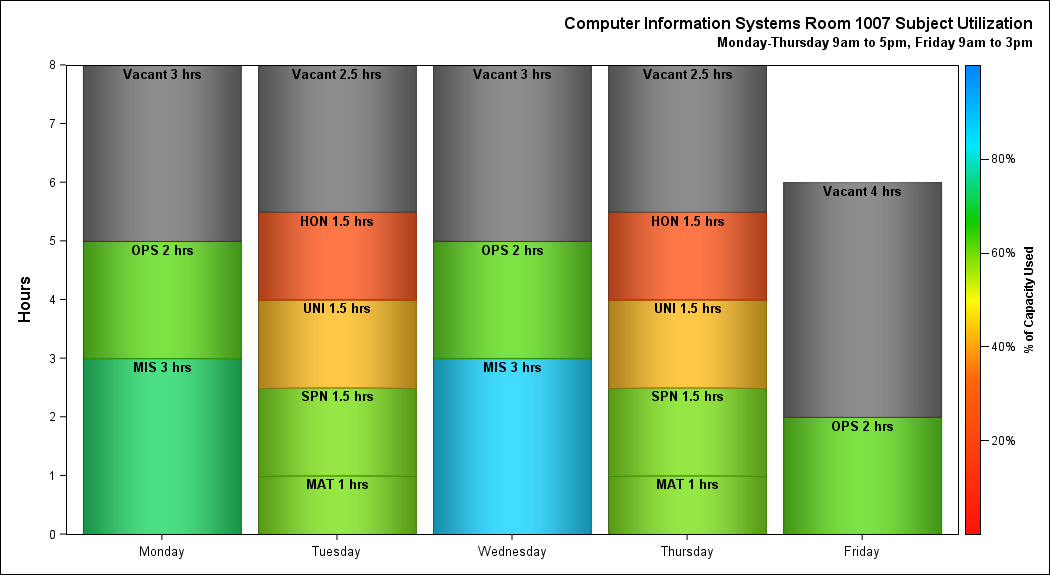 Computer Information Systems Room 1007 Subject Utilization
Monday-Thursday 9am to 5pm, Friday 9am to 3pm
Hours
8
7
6
5
4
3
2
1
0
Vacant 3 hrs
OPS 2 hrs
MIS 3 hrs
Vacant 2.5 hrs
HON 1.5 hrs
UNI 1.5 hrs
SPN 1.5 hrs
MAT 1 hrs
Vacant 3 hrs
OPS 2 hrs
MIS 3 hrs
Vacant 2.5 hrs
HON 1.5 hrs
UNI 1.5 hrs
SPN 1.5 hrs
MAT 1 hrs
Vacant 4 hrs
OPS 2 hrs
Monday
Tuesday
Wednesday
Thursday
Friday
80%
60%
40%
20%
% of Capacity Used